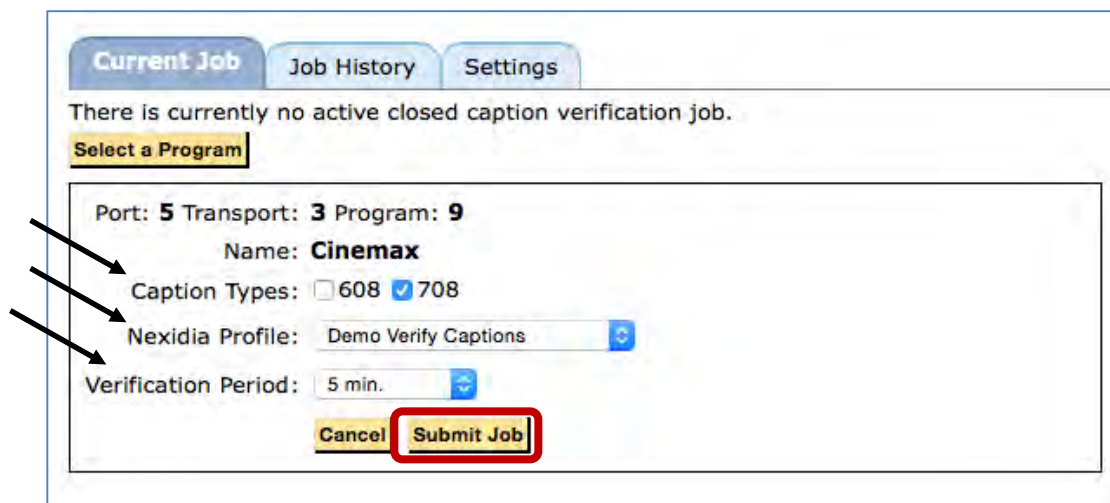 Current Job Job History Settings
There is currently no active closed caption verification job.
Select a Program
Port: 5 Transport: 3 Program: 9
Name: Cinemax
Caption Types: 608 708
Nexidia Profile: Demo Verify Captions
Verification Period: 5 min.
Cancel Submit Job